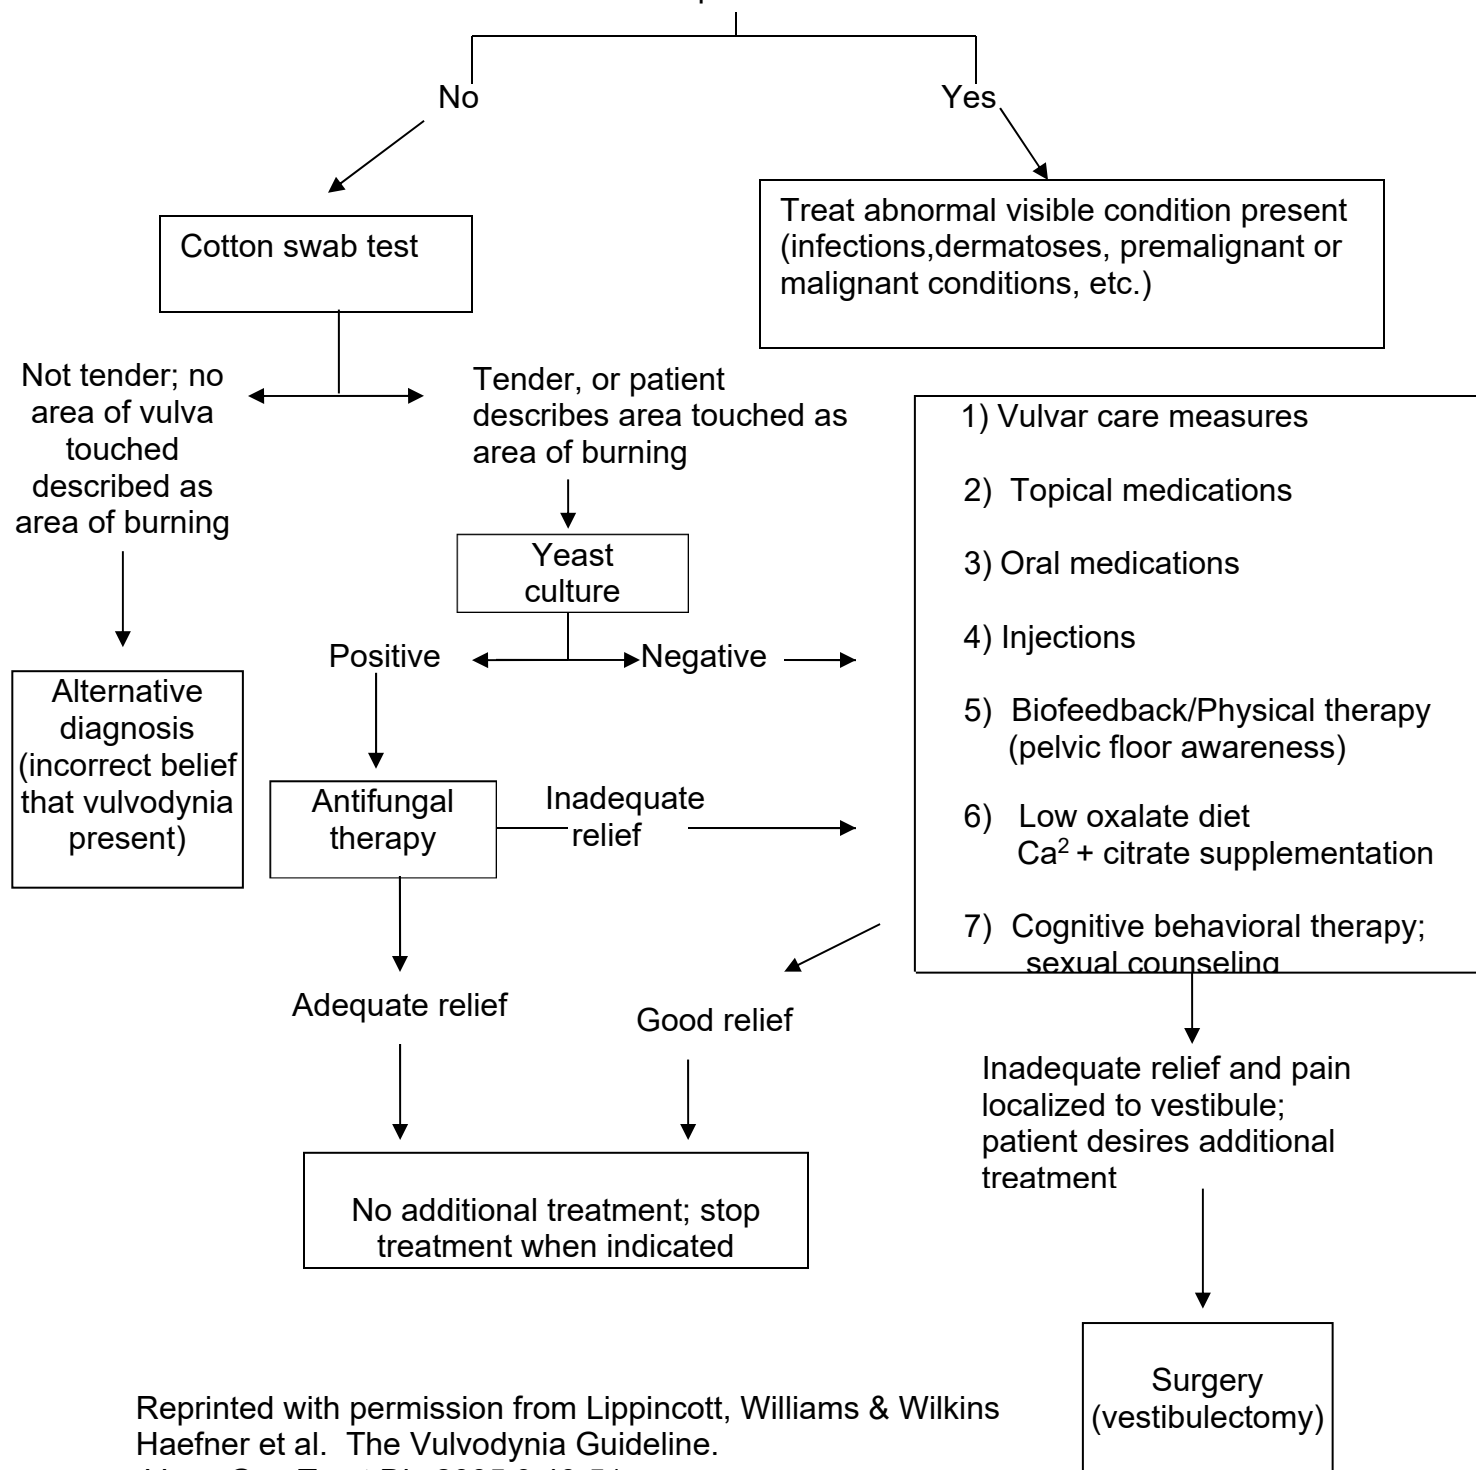 No
Yes
Treat abnormal visible condition present
(infections,dermatoses, premalignant or
malignant conditions, etc.)
Cotton swab test
Not tender; no
area of vulva
touched
described as
area of burning
Tender, or patient
describes area touched as
area of burning
Yeast
culture
Positive
Negative
Alternative
diagnosis
(incorrect belief
that vulvodynia
present)
Antifungal
therapy
Inadequate
relief
1) Vulvar care measures
2) Topical medications
3) Oral medications
4) Injections
5) Biofeedback/Physical therapy
(pelvic floor awareness)
6) Low oxalate diet
Ca² + citrate supplementation
7) Cognitive behavioral therapy;
sexual counseling
Adequate relief
Good relief
Inadequate relief and pain
localized to vestibule;
patient desires additional
treatment
No additional treatment; stop
treatment when indicated
Surgery
(vestibulectomy)
Reprinted with permission from Lippincott, Williams & Wilkins
Haefner et al. The Vulvodynia Guideline.